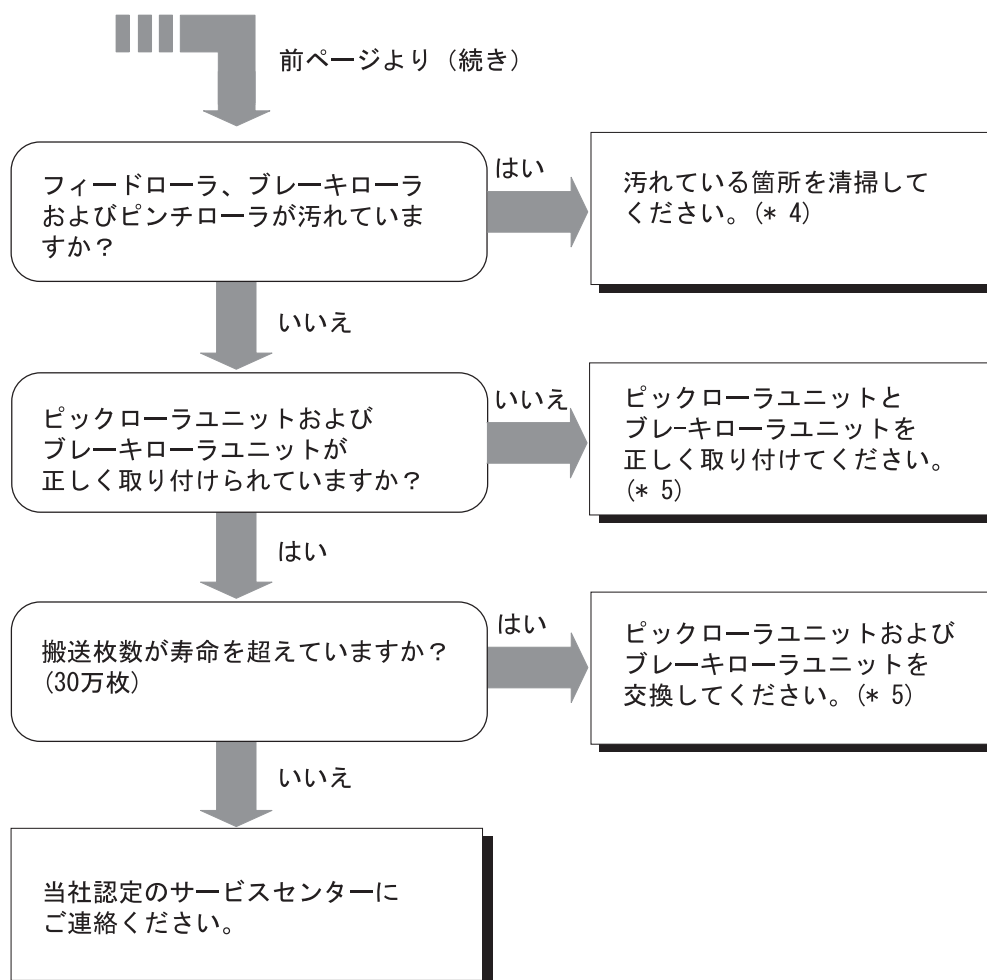 前ページより（続き）
フィードローラ、ブレーキローラ
およびピンチローラが汚れていま
すか？
はい
汚れている箇所を清掃して
ください。(* 4)
いいえ
ピックローラユニットおよび
ブレーキローラユニットが
正しく取り付けられていますか？
いいえ
ピックローラユニットと
ブレ-キローラユニットを
正しく取り付けてください。
(* 5)
はい
搬送枚数が寿命を超えていますか？
(30万枚)
はい
ピックローラユニットおよび
ブレーキローラユニットを
交換してください。(* 5)
いいえ
当社認定のサービスセンターに
ご連絡ください。